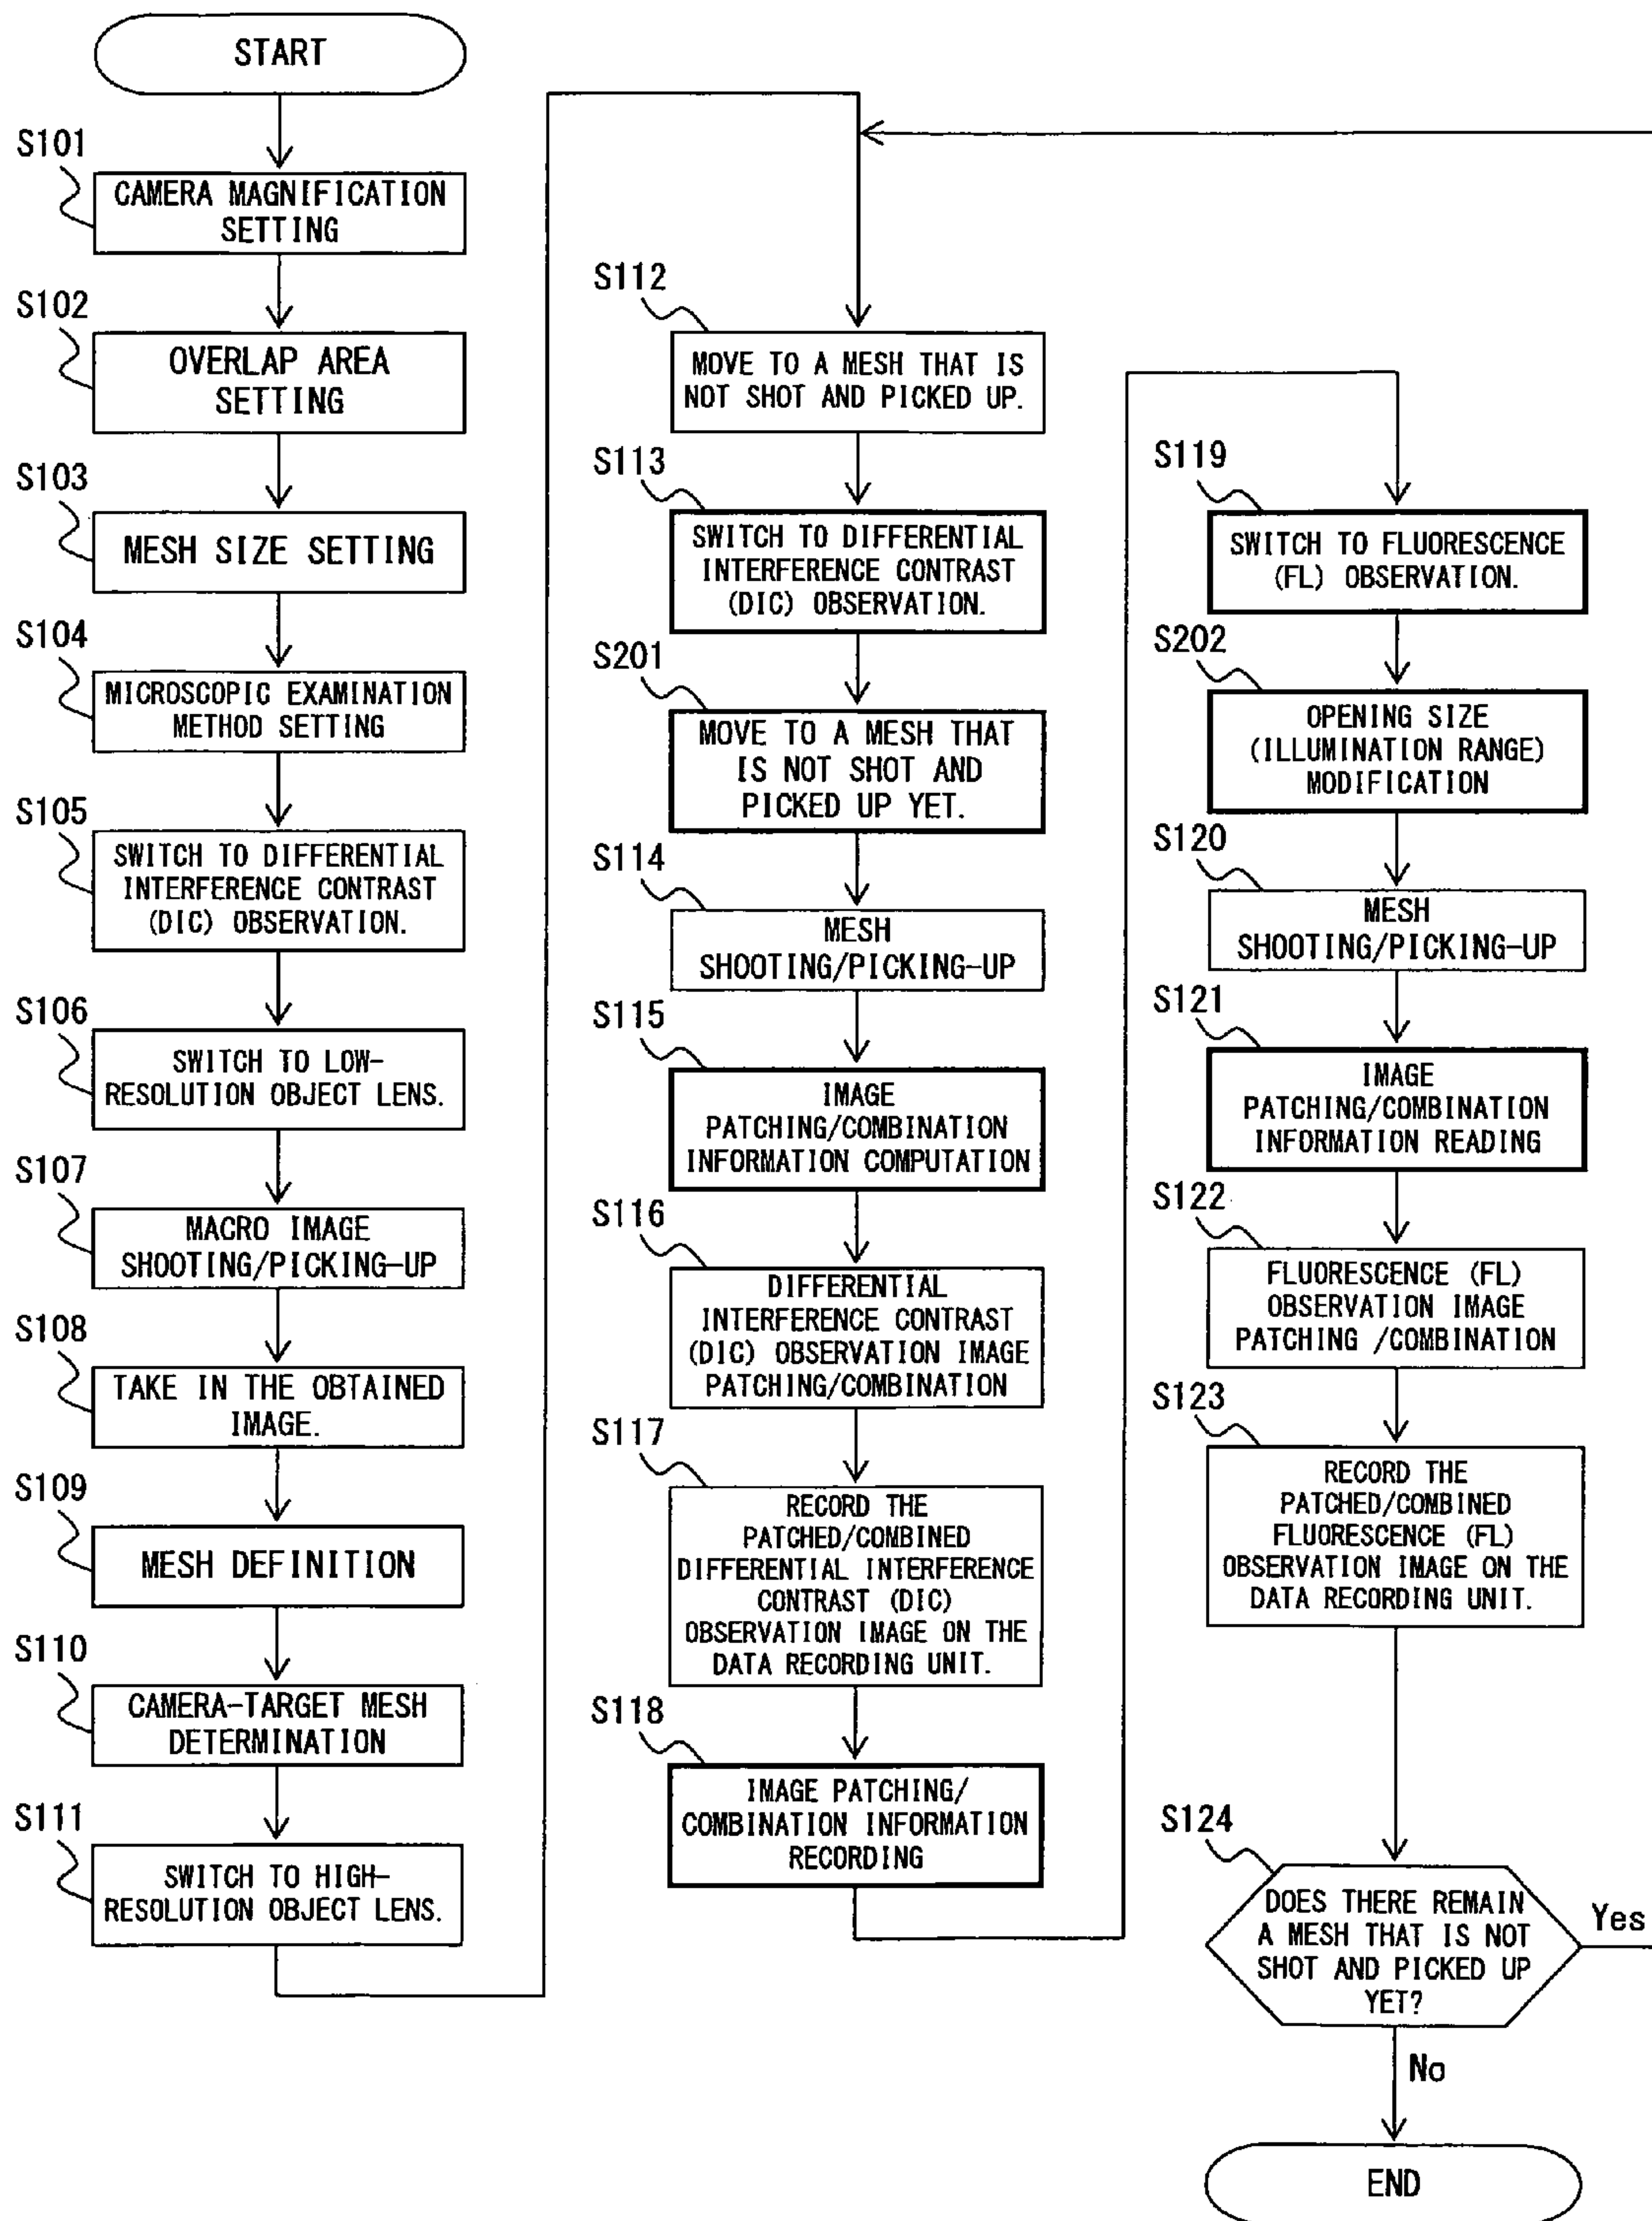 START
S101
CAMERA MAGNIFICATION
SETTING
S102
OVERLAP AREA
SETTING
S103
MESH SIZE SETTING
S104
MICROSCOPIC EXAMINATION
METHOD SETTING
S105
SWITCH TO DIFFERENTIAL
INTERFERENCE CONTRAST
(DIC) OBSERVATION.
S106
SWITCH TO LOW-
RESOLUTION OBJECT LENS.
S107
MACRO IMAGE
SHOOTING/PICKING-UP
S108
TAKE IN THE OBTAINED
IMAGE.
S109
MESH DEFINITION
S110
CAMERA-TARGET MESH
DETERMINATION
S111
SWITCH TO HIGH-
RESOLUTION OBJECT LENS.
S112
MOVE TO A MESH THAT IS
NOT SHOT AND PICKED UP.
S113
SWITCH TO DIFFERENTIAL
INTERFERENCE CONTRAST
(DIC) OBSERVATION.
S201
MOVE TO A MESH THAT
IS NOT SHOT AND
PICKED UP YET.
S114
MESH
SHOOTING/PICKING-UP
S115
IMAGE
PATCHING/COMBINATION
INFORMATION COMPUTATION
S116
DIFFERENTIAL
INTERFERENCE CONTRAST
(DIC) OBSERVATION IMAGE
PATCHING/COMBINATION
S117
RECORD THE
PATCHED/COMBINED
DIFFERENTIAL INTERFERENCE
CONTRAST (DIC)
OBSERVATION IMAGE ON THE
DATA RECORDING UNIT.
S118
IMAGE PATCHING/
COMBINATION INFORMATION
RECORDING
S119
SWITCH TO FLUORESCENCE
(FL) OBSERVATION.
S202
OPENING SIZE
(ILLUMINATION RANGE)
MODIFICATION
S120
MESH
SHOOTING/PICKING-UP
S121
IMAGE
PATCHING/COMBINATION
INFORMATION READING
S122
FLUORESCENCE (FL)
OBSERVATION IMAGE
PATCHING /COMBINATION
S123
RECORD THE
PATCHED/COMBINED
FLUORESCENCE (FL)
OBSERVATION IMAGE ON THE
DATA RECORDING UNIT.
S124
DOES THERE REMAIN
A MESH THAT IS NOT
SHOT AND PICKED UP
YET?
Yes
No
END